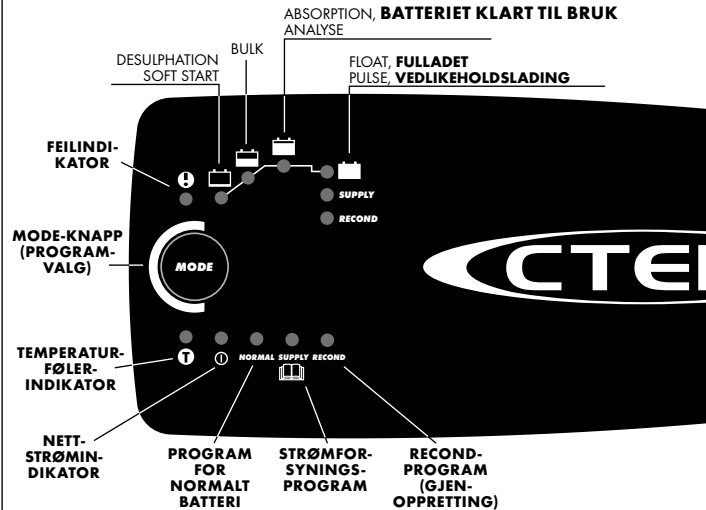 ABSORPTION, BATTERIET KLART TIL BRUK
ANALYSE
BULK
DESULPHATION
SOFT START
FLOAT, FULLADET
PULSE, VEDLIKEHOLDSLADING
FEILINDI-
KATOR
SUPPLY
RECOND
MODE-KNAPP
(PROGRAM-
VALG)
MODE
CTE
TEMPERATUR-
FØLER-
INDIKATOR
T
NORMAL SUPPLY RECOND
NETT-
STRØMIN-
DIKATOR
PROGRAM
FOR
NORMALT
BATTERI
STRØMFOR-
SYNINGS-
PROGRAM
RECOND-
PROGRAM
(GJEN-
OPPRETTING)